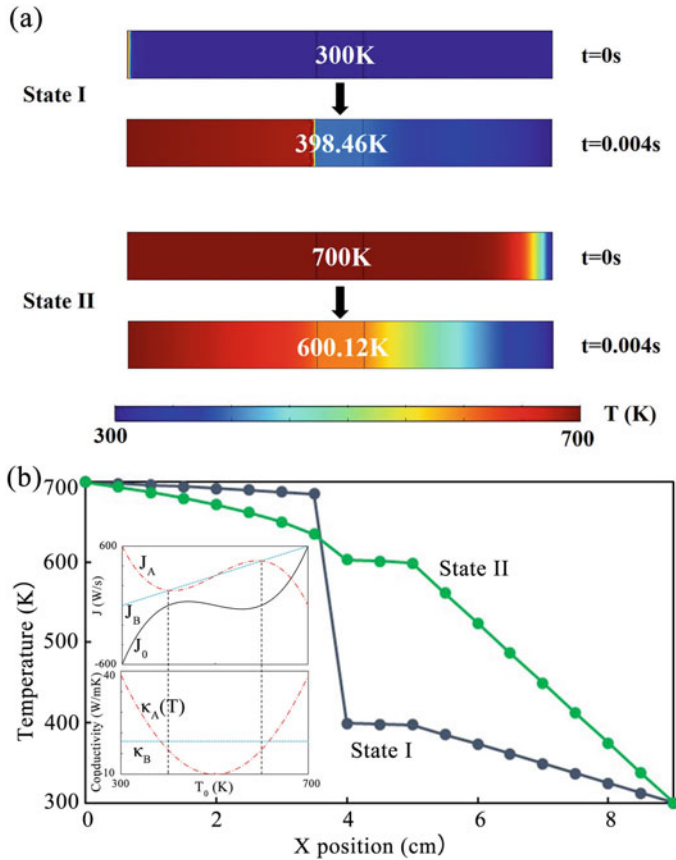 (a)
300K
t=0s
State I
398.46K
t=0.004s
700K
t=0s
State II
600.12K
t=0.004s
300
700
T (K)
(b)
700
600
500
400
300
Temperature (K)
0
2
4
6
8
X position (cm)
State II
State I
600
-600
J (W/s)
J_A
J_B
J_0
40
10
Conductivity (W/mK)
κ_A(T)
κ_B
300
700
T_0 (K)